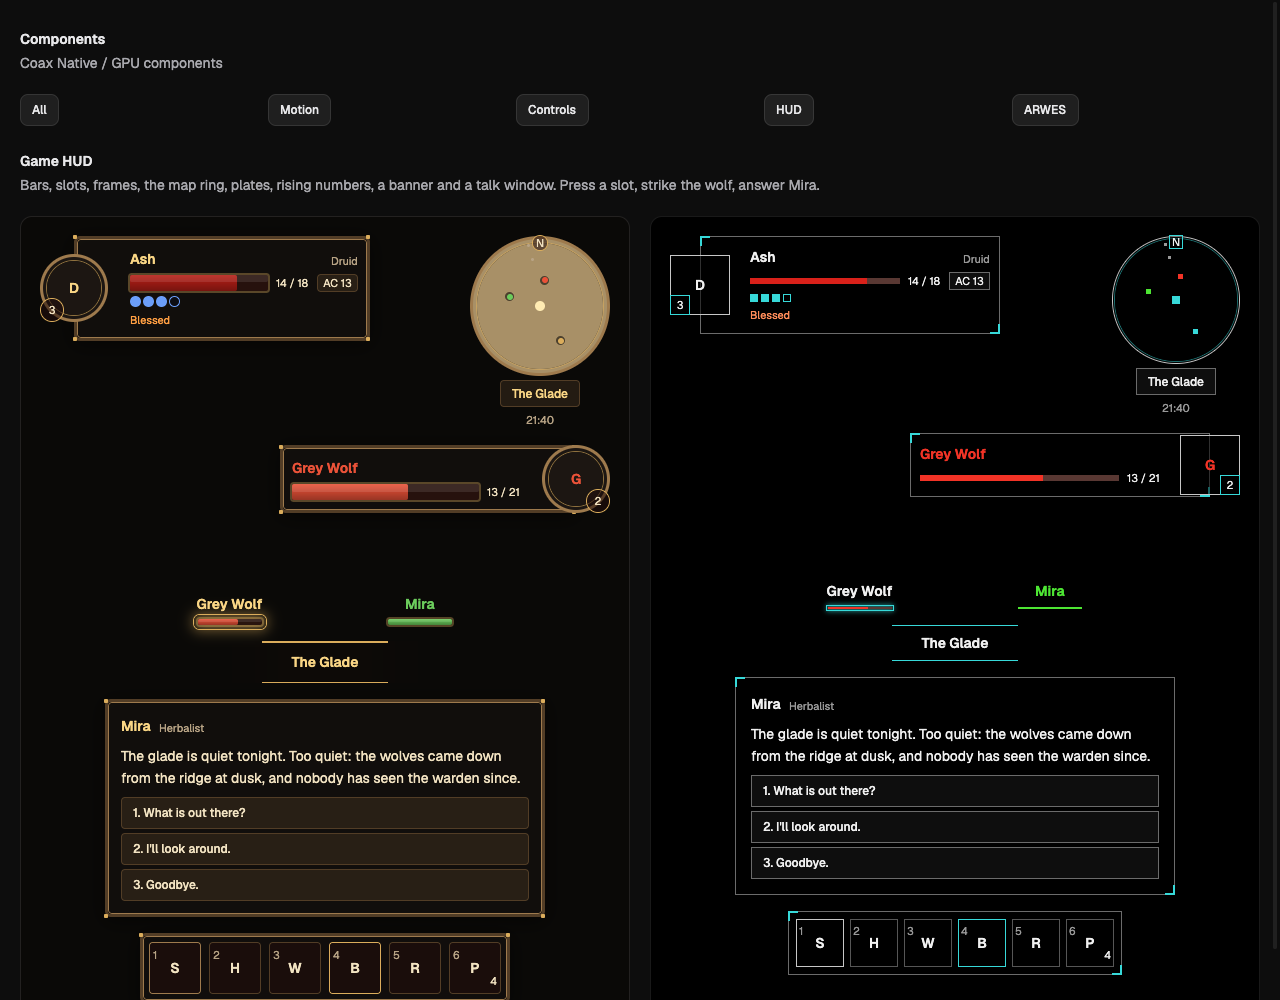 Components
Coax Native / GPU components
All
Motion
Controls
HUD
ARWES
Game HUD
Bars, slots, frames, the map ring, plates, rising numbers, a banner and a talk window. Press a slot, strike the wolf, answer Mira.
D
3
Ash
Druid
14 / 18
AC 13
Blessed
N
The Glade
21:40
Grey Wolf
13 / 21
G
2
Grey Wolf
Mira
The Glade
Mira Herbalist
The glade is quiet tonight. Too quiet: the wolves came down
from the ridge at dusk, and nobody has seen the warden since.
1. What is out there?
2. I'll look around.
3. Goodbye.
1 S
2 H
3 W
4 B
5 R
6 P 4
D
3
Ash
Druid
14 / 18
AC 13
Blessed
N
The Glade
21:40
Grey Wolf
13 / 21
G
2
Grey Wolf
Mira
The Glade
Mira Herbalist
The glade is quiet tonight. Too quiet: the wolves came down
from the ridge at dusk, and nobody has seen the warden since.
1. What is out there?
2. I'll look around.
3. Goodbye.
1 S
2 H
3 W
4 B
5 R
6 P 4